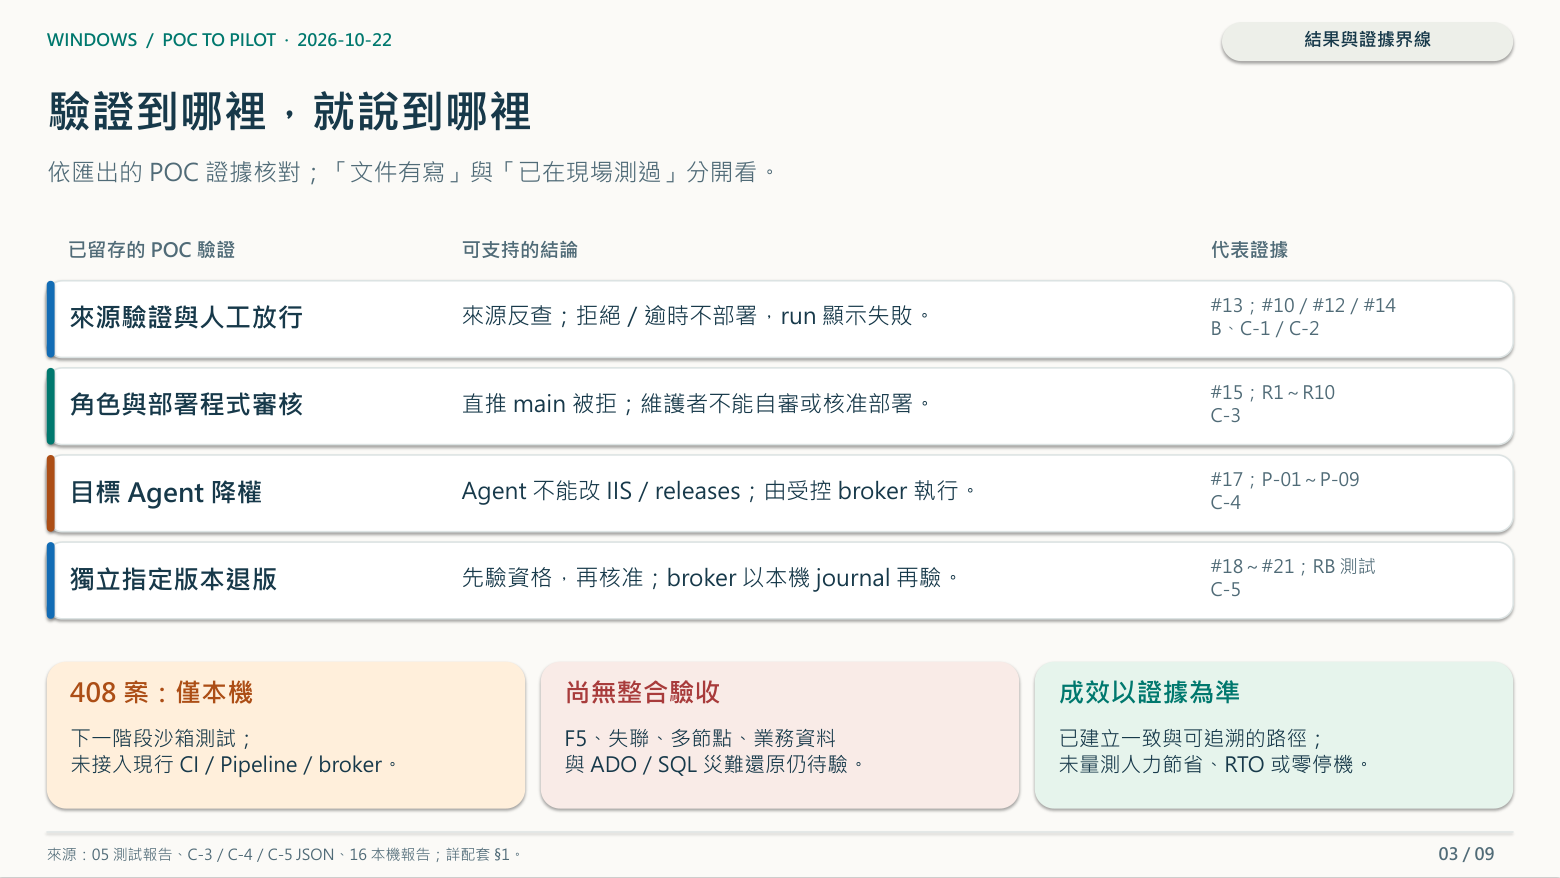 WINDOWS / POC TO PILOT · 2026-10-22
結果與證據界線
驗證到哪裡，就說到哪裡
依匯出的 POC 證據核對；「文件有寫」與「已在現場測過」分開看。
已留存的 POC 驗證
可支持的結論
代表證據
來源驗證與人工放行
來源反查；拒絕 / 逾時不部署，run 顯示失敗。
#13；#10 / #12 / #14
B、C-1 / C-2
角色與部署程式審核
直推 main 被拒；維護者不能自審或核准部署。
#15；R1～R10
C-3
目標 Agent 降權
Agent 不能改 IIS / releases；由受控 broker 執行。
#17；P-01～P-09
C-4
獨立指定版本退版
先驗資格，再核准；broker 以本機 journal 再驗。
#18～#21；RB 測試
C-5
408 案：僅本機
下一階段沙箱測試；
未接入現行 CI / Pipeline / broker。
尚無整合驗收
F5、失聯、多節點、業務資料
與 ADO / SQL 災難還原仍待驗。
成效以證據為準
已建立一致與可追溯的路徑；
未量測人力節省、RTO 或零停機。
來源：05 測試報告、C-3 / C-4 / C-5 JSON、16 本機報告；詳配套 §1。
03 / 09